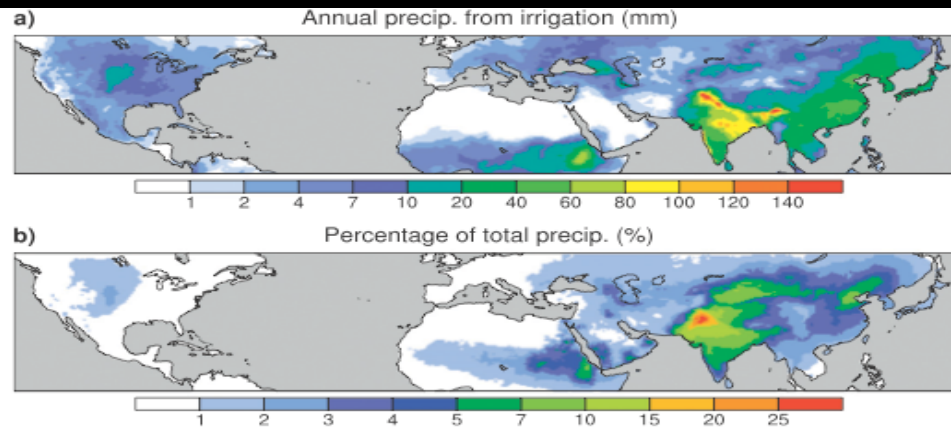 a) Annual precip. from irrigation (mm)
1 2 4 7 10 20 40 60 80 100 120 140
b) Percentage of total precip. (%)
1 2 3 4 5 7 10 15 20 25